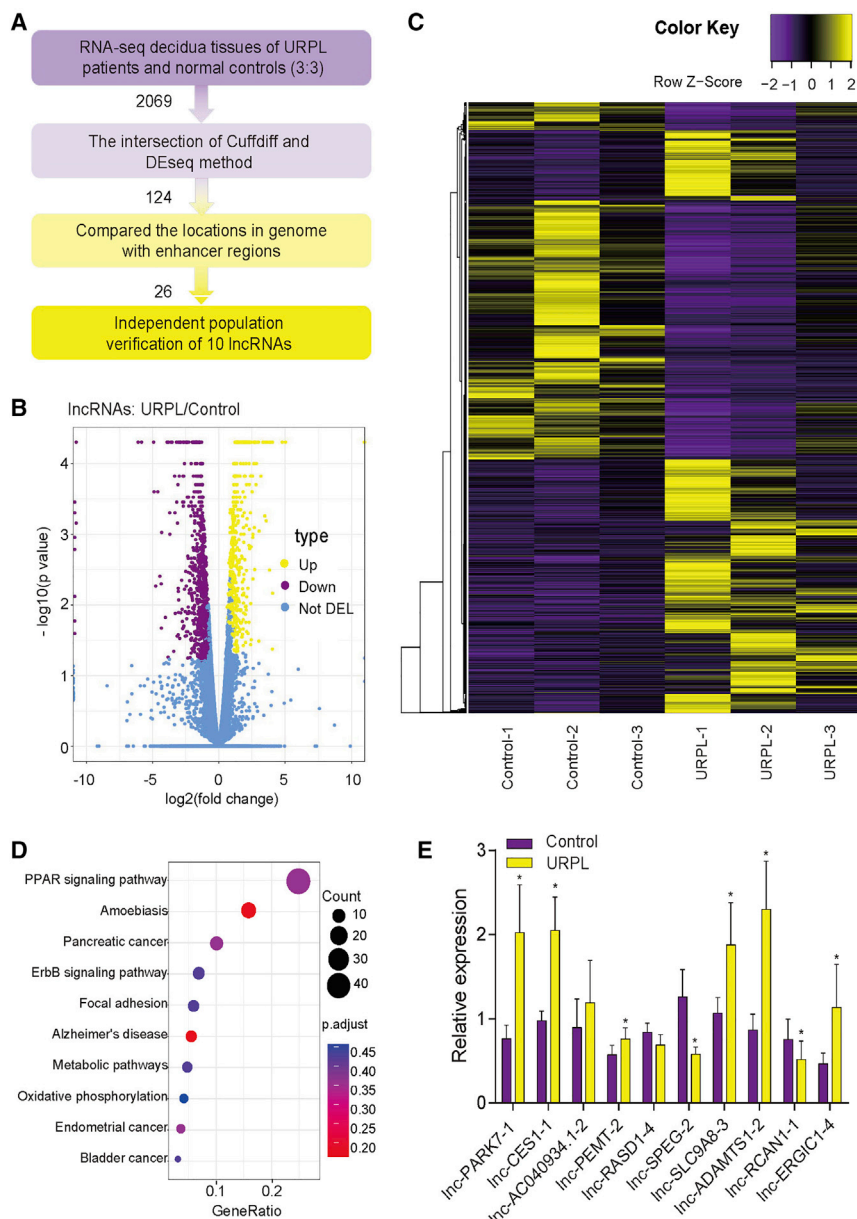 A
RNA-seq decidua tissues of URPL
patients and normal controls (3:3)
2069
The intersection of Cuffdiff and
DEseq method
124
Compared the locations in genome
with enhancer regions
26
Independent population
verification of 10 lncRNAs
B
lncRNAs: URPL/Control
4
3
2
1
0
- log10(p value)
-10
-5
0
5
10
log2(fold change)
type
Up
Down
Not DEL
C
Color Key
Row Z-Score
-2 -1 0 1 2
Control-1
Control-2
Control-3
URPL-1
URPL-2
URPL-3
D
PPAR signaling pathway
Amoebiasis
Pancreatic cancer
ErbB signaling pathway
Focal adhesion
Alzheimer's disease
Metabolic pathways
Oxidative phosphorylation
Endometrial cancer
Bladder cancer
0.1
0.2
GeneRatio
Count
10
20
30
40
p.adjust
0.45
0.40
0.35
0.30
0.25
0.20
E
Control
URPL
3
2
1
0
Relative expression
* * * * * * * *
lnc-PARK7-1
lnc-CES1-1
lnc-AC040934.1-2
lnc-PEMT-2
lnc-RASD1-4
lnc-SPEG-2
lnc-SLC9A8-3
lnc-ADAMTS1-2
lnc-RCAN1-1
lnc-ERGIC1-4